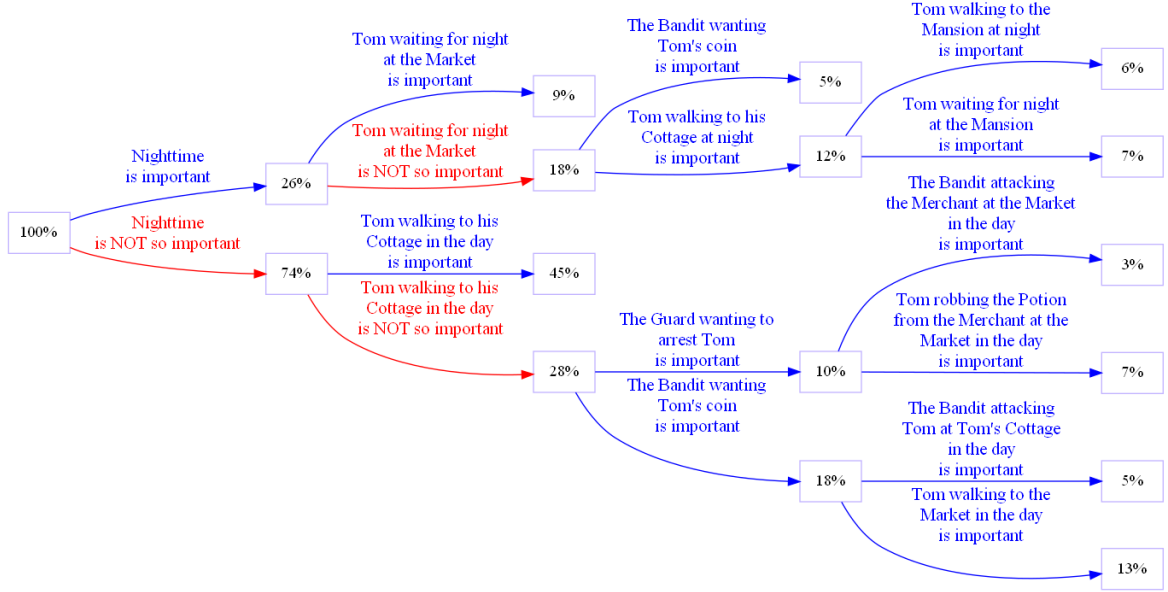 Tom walking to the
Mansion at night
is important
6%
The Bandit wanting
Tom's coin
is important
5%
Tom waiting for night
at the Market
is important
9%
Tom waiting for night
at the Mansion
is important
7%
Tom walking to his
Cottage at night
is important
12%
Tom waiting for night
at the Market
is NOT so important
18%
Nighttime
is important
26%
The Bandit attacking
the Merchant at the Market
in the day
is important
3%
100%
Nighttime
is NOT so important
74%
Tom walking to his
Cottage in the day
is important
45%
Tom walking to his
Cottage in the day
is NOT so important
28%
Tom robbing the Potion
from the Merchant at the
Market in the day
is important
7%
The Guard wanting to
arrest Tom
is important
10%
The Bandit wanting
Tom's coin
is important
18%
The Bandit attacking
Tom at Tom's Cottage
in the day
is important
5%
Tom walking to the
Market in the day
is important
13%